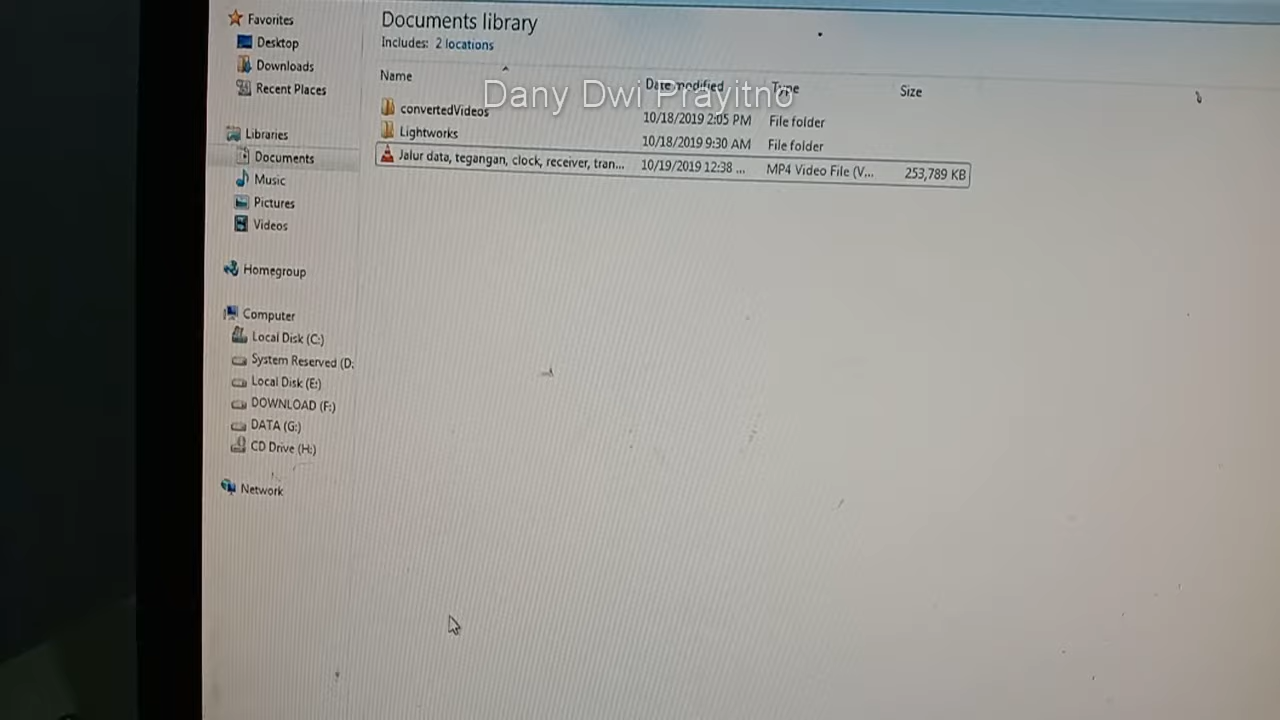 Favorites
Desktop
Downloads
Recent Places
Libraries
Documents
Music
Pictures
Videos
Homegroup
Computer
Local Disk (C:)
System Reserved (D:
Local Disk (E:)
DOWNLOAD (F:)
DATA (G:)
CD Drive (H:)
Network
Documents library
Includes: 2 locations
Name Date modified Type Size
Dany Dwi Prayitno
convertedVideos 10/18/2019 2:05 PM File folder
Lightworks 10/18/2019 9:30 AM File folder
Jalur data, tegangan, clock, receiver, tran... 10/19/2019 12:38 ... MP4 Video File (V... 253,789 KB